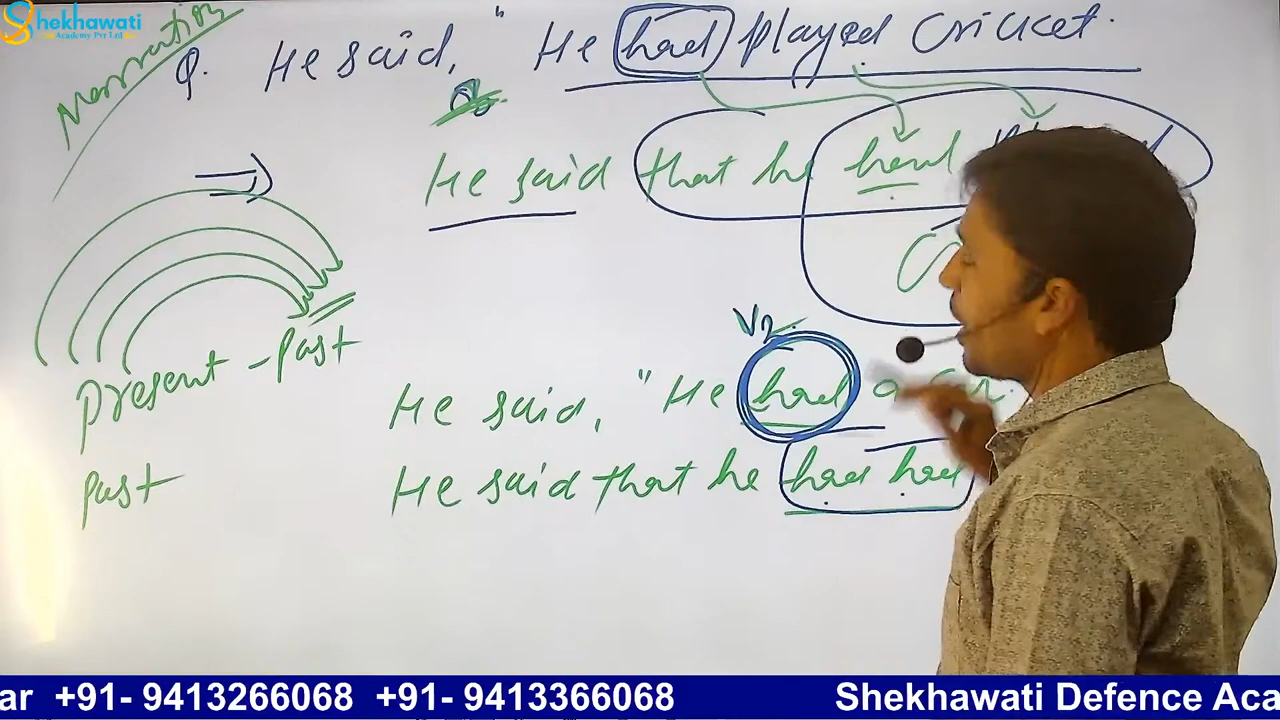 Shekhawati
Academy Pvt Ltd
Narration
Q. He said, " He had played cricket.
He said that he had
V2
Present - Past
He said, " He had a
Past
He said that he had had
ar +91- 9413266068 +91- 9413366068 Shekhawati Defence Aca